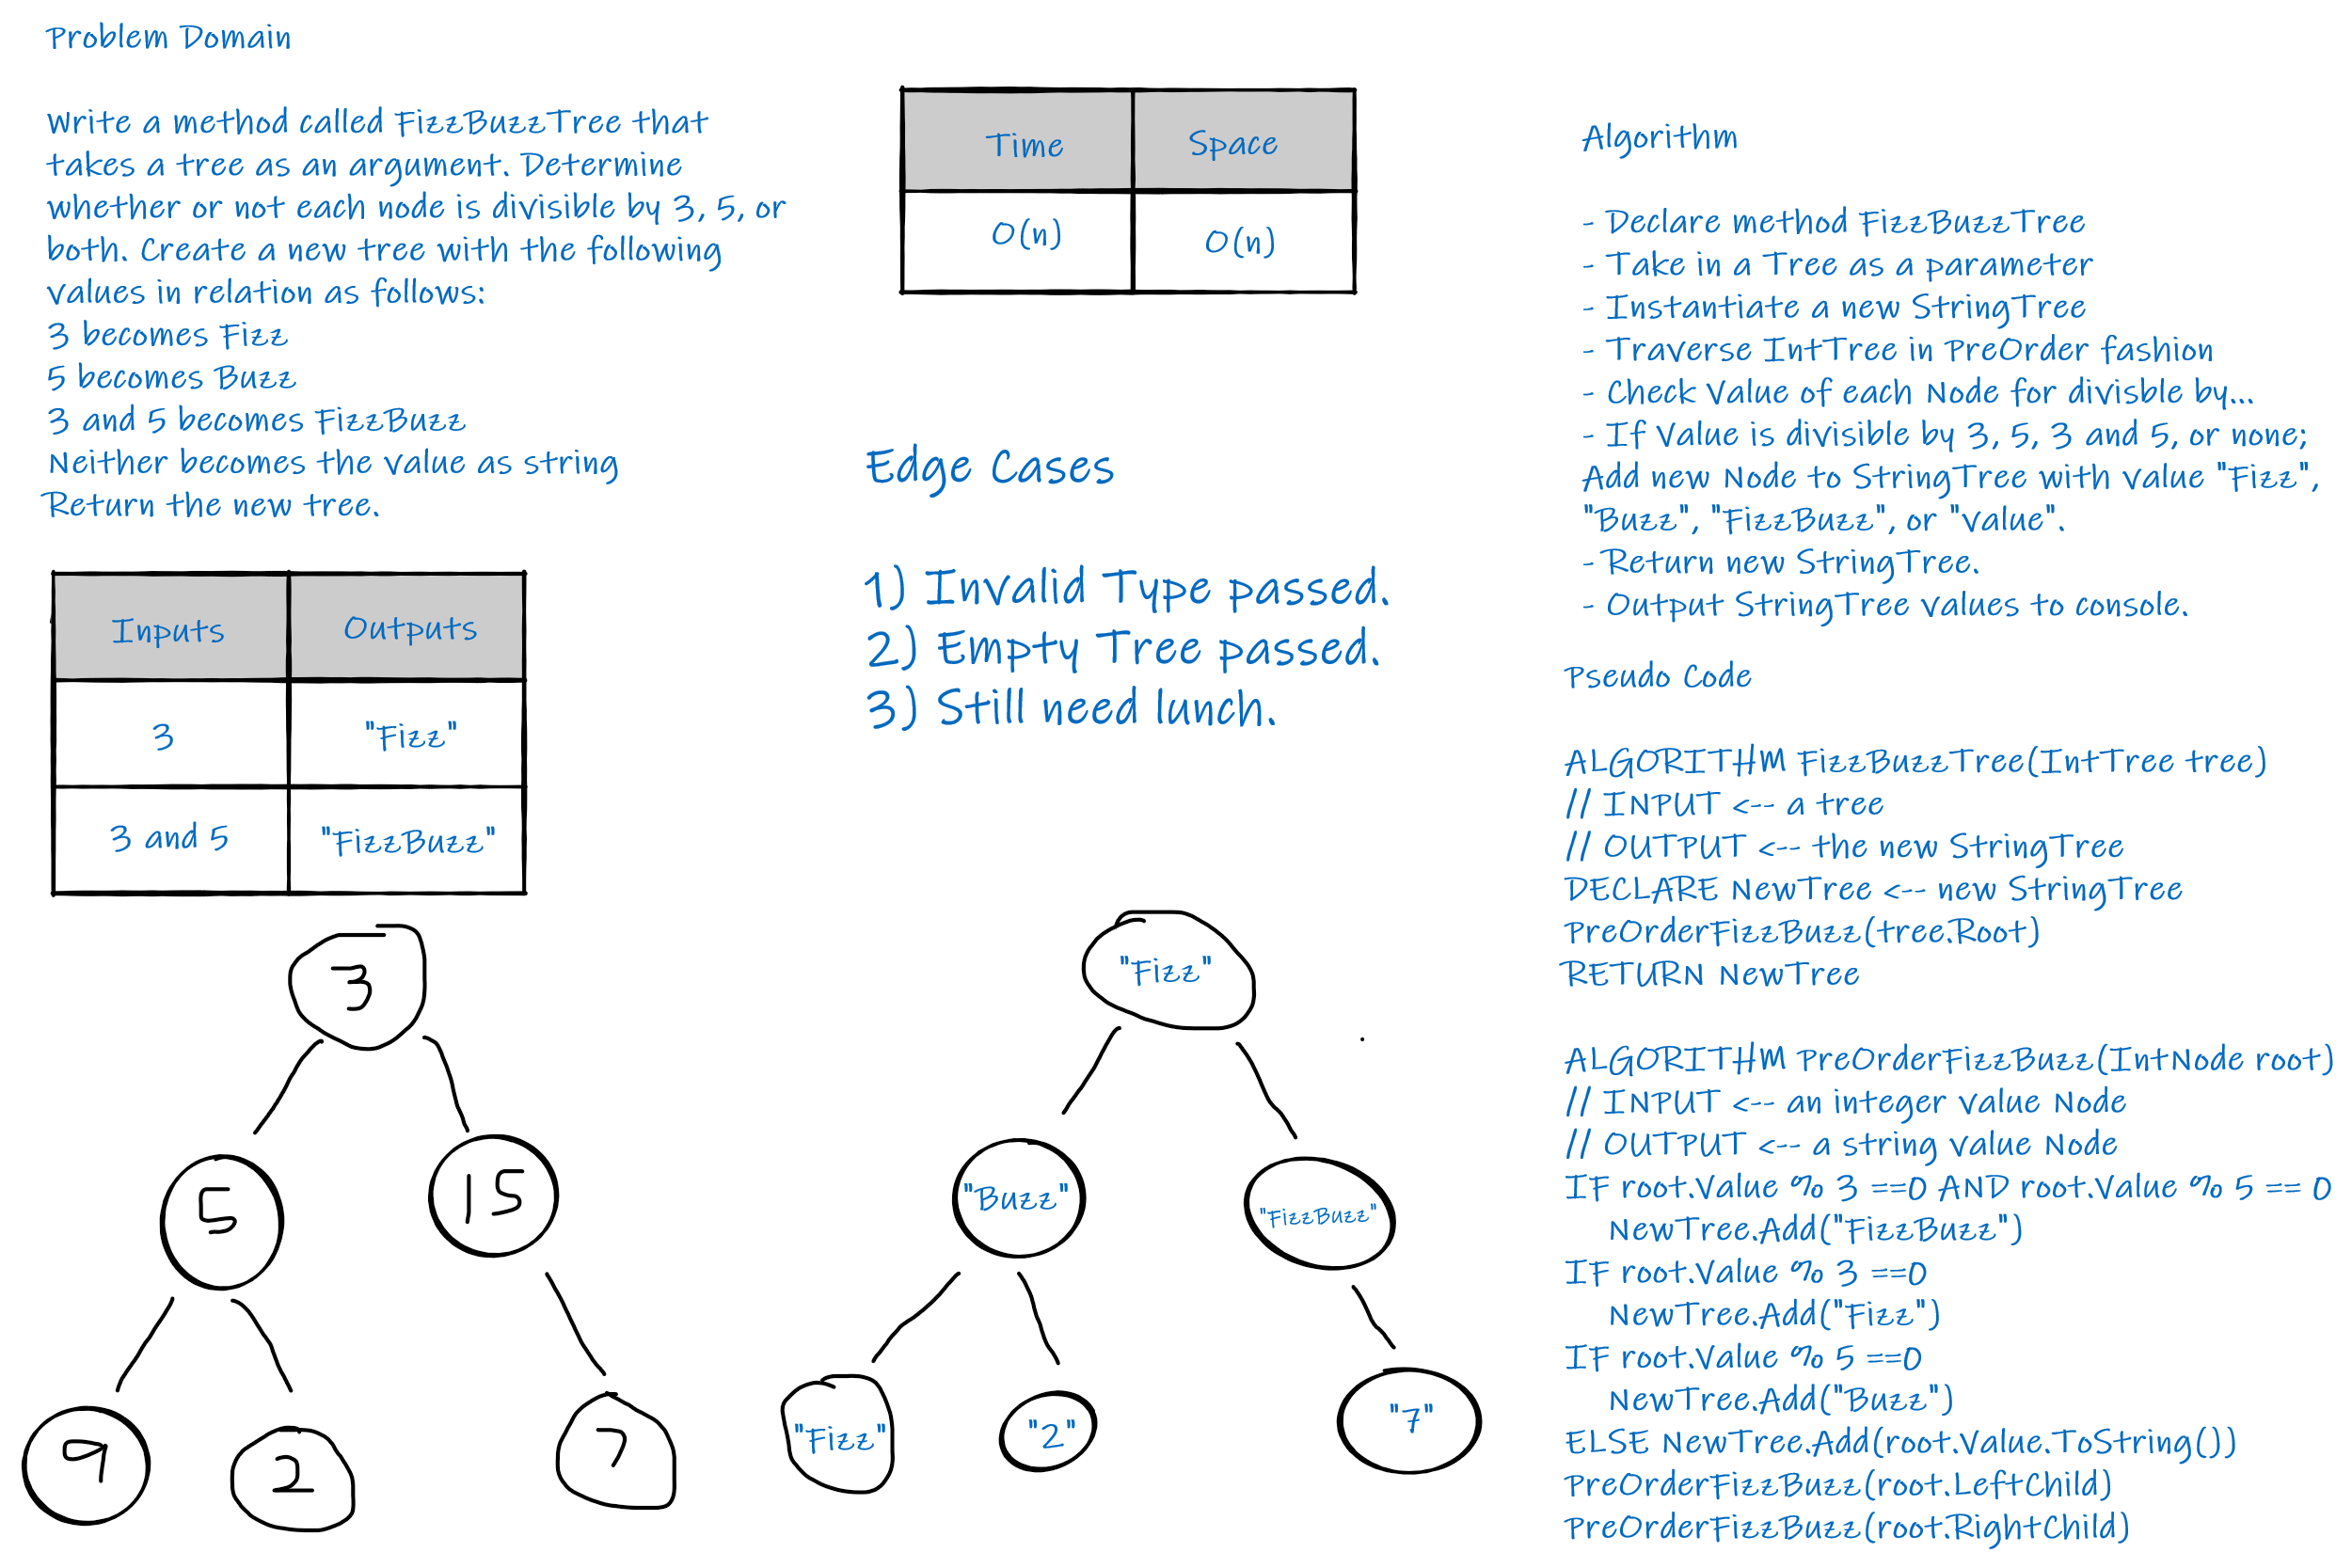 Problem Domain
Write a method called FizzBuzzTree that
takes a tree as an argument. Determine
whether or not each node is divisible by 3, 5, or
both. Create a new tree with the following
values in relation as follows:
3 becomes Fizz
5 becomes Buzz
3 and 5 becomes FizzBuzz
Neither becomes the value as string
Return the new tree.
Inputs Outputs
3 "Fizz"
3 and 5 "FizzBuzz"
3
5 15
9 2 7
Time Space
O(n) O(n)
Edge Cases
1) Invalid Type passed.
2) Empty Tree passed.
3) Still need lunch.
"Fizz"
"Buzz" "FizzBuzz"
"Fizz" "2" "7"
Algorithm
- Declare method FizzBuzzTree
- Take in a Tree as a parameter
- Instantiate a new StringTree
- Traverse IntTree in PreOrder fashion
- Check Value of each Node for divisble by...
- If Value is divisible by 3, 5, 3 and 5, or none;
Add new Node to StringTree with value "Fizz",
"Buzz", "FizzBuzz", or "value".
- Return new StringTree.
- Output StringTree values to console.
Pseudo Code
ALGORITHM FizzBuzzTree(IntTree tree)
// INPUT <-- a tree
// OUTPUT <-- the new StringTree
DECLARE NewTree <-- new StringTree
PreOrderFizzBuzz(tree.Root)
RETURN NewTree
ALGORITHM PreOrderFizzBuzz(IntNode root)
// INPUT <-- an integer value Node
// OUTPUT <-- a string value Node
IF root.Value % 3 ==0 AND root.Value % 5 == 0
NewTree.Add("FizzBuzz")
IF root.Value % 3 ==0
NewTree.Add("Fizz")
IF root.Value % 5 ==0
NewTree.Add("Buzz")
ELSE NewTree.Add(root.Value.ToString())
PreOrderFizzBuzz(root.LeftChild)
PreOrderFizzBuzz(root.RightChild)